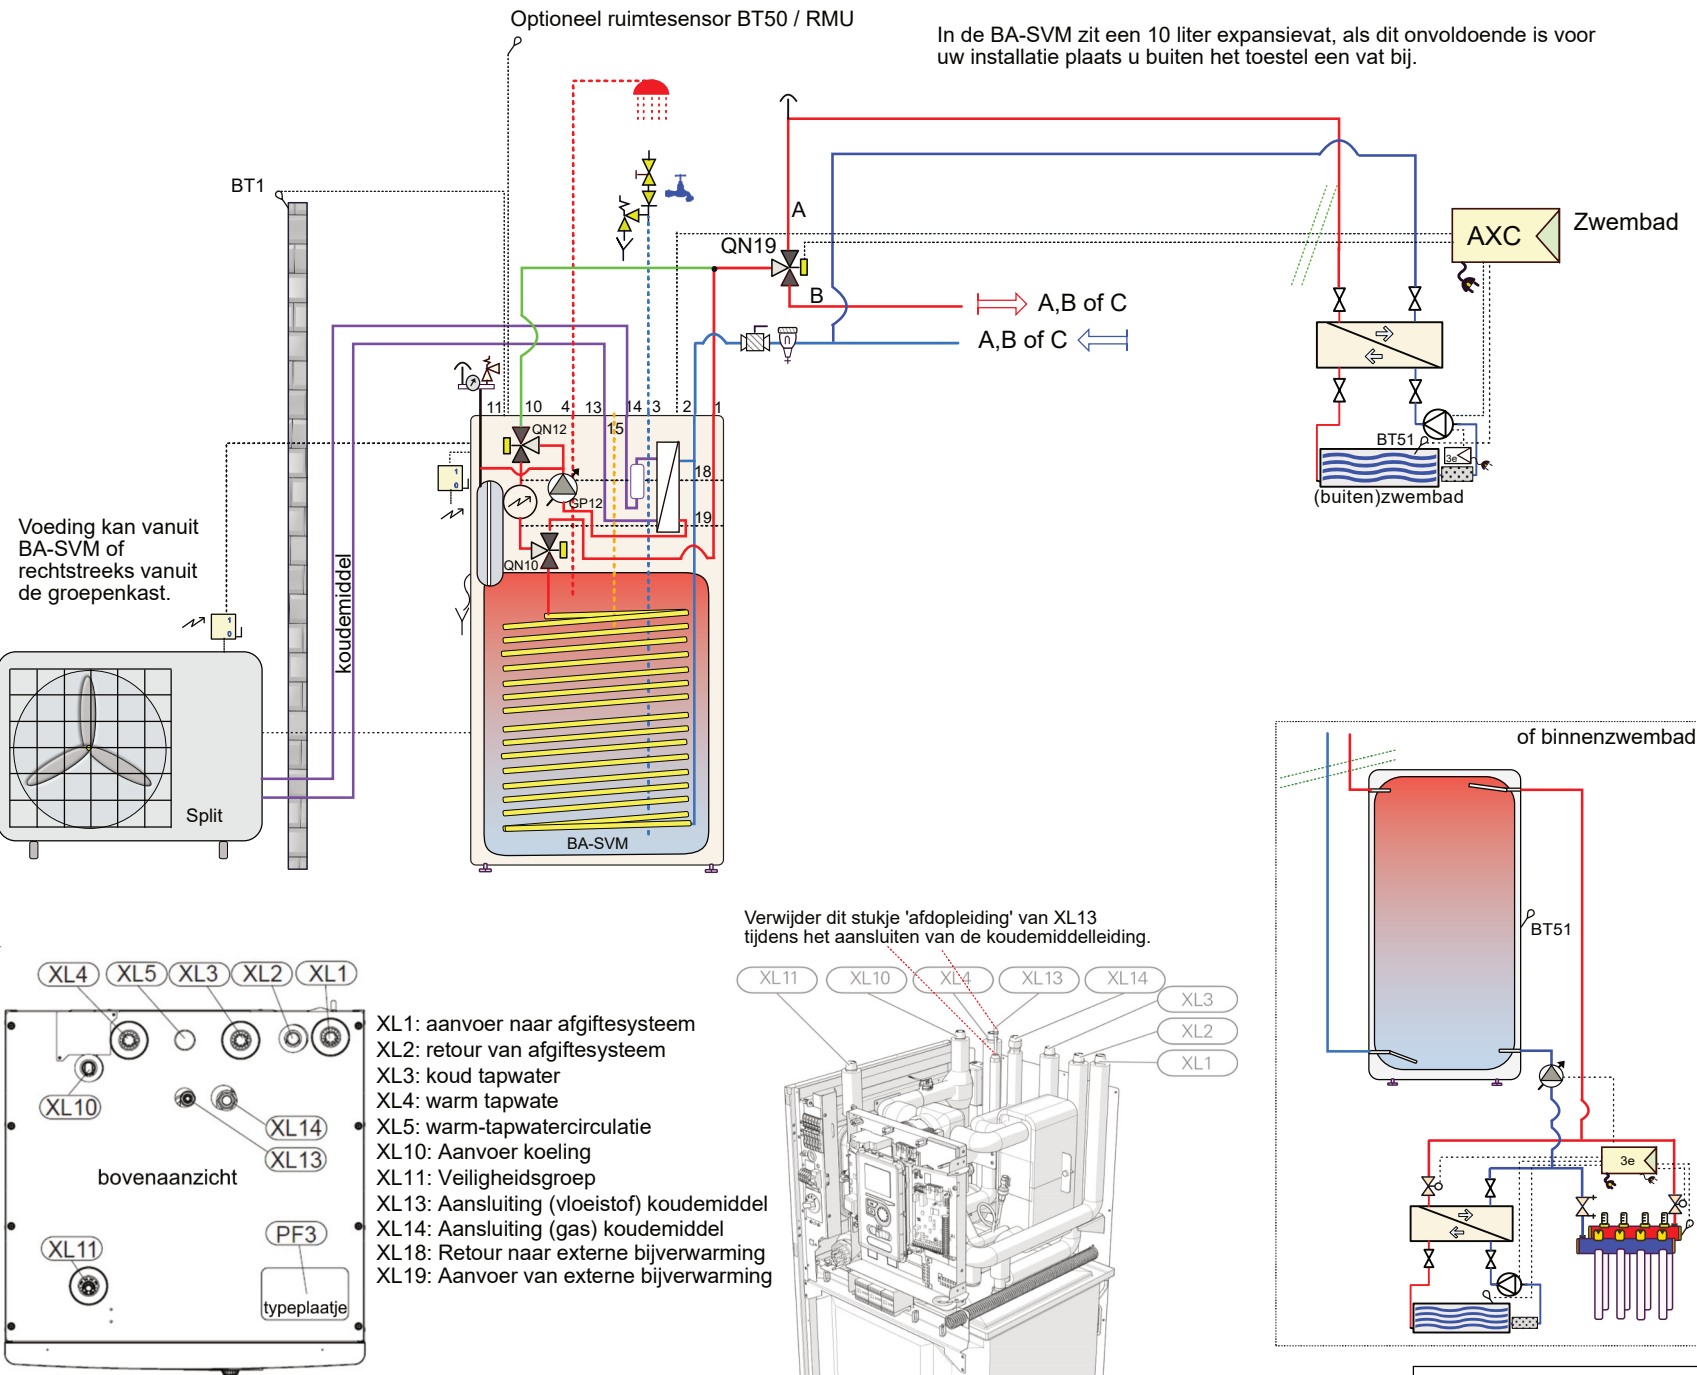 Optioneel ruimtesensor BT50 / RMU
In de BA-SVM zit een 10 liter expansievat, als dit onvoldoende is voor
uw installatie plaats u buiten het toestel een vat bij.
BT1
A
QN19
B
A,B of C
A,B of C
AXC
Zwembad
BT51
3e
(buiten)zwembad
11
10
4
13
14
3
2
1
QN12
15
18
SP12
19
QN10
1
0
Voeding kan vanuit
BA-SVM of
rechtstreeks vanuit
de groepenkast.
1
0
koudemiddel
Split
BA-SVM
of binnenzwembad
BT51
3e
Verwijder dit stukje 'afdopleiding' van XL13
tijdens het aansluiten van de koudemiddelleiding.
XL11
XL10
XL4
XL13
XL14
XL3
XL2
XL1
XL4
XL5
XL3
XL2
XL1
XL10
XL14
XL13
bovenaanzicht
XL11
PF3
typeplaatje
XL1: aanvoer naar afgiftesysteem
XL2: retour van afgiftesysteem
XL3: koud tapwater
XL4: warm tapwate
XL5: warm-tapwatercirculatie
XL10: Aanvoer koeling
XL11: Veiligheidsgroep
XL13: Aansluiting (vloeistof) koudemiddel
XL14: Aansluiting (gas) koudemiddel
XL18: Retour naar externe bijverwarming
XL19: Aanvoer van externe bijverwarming